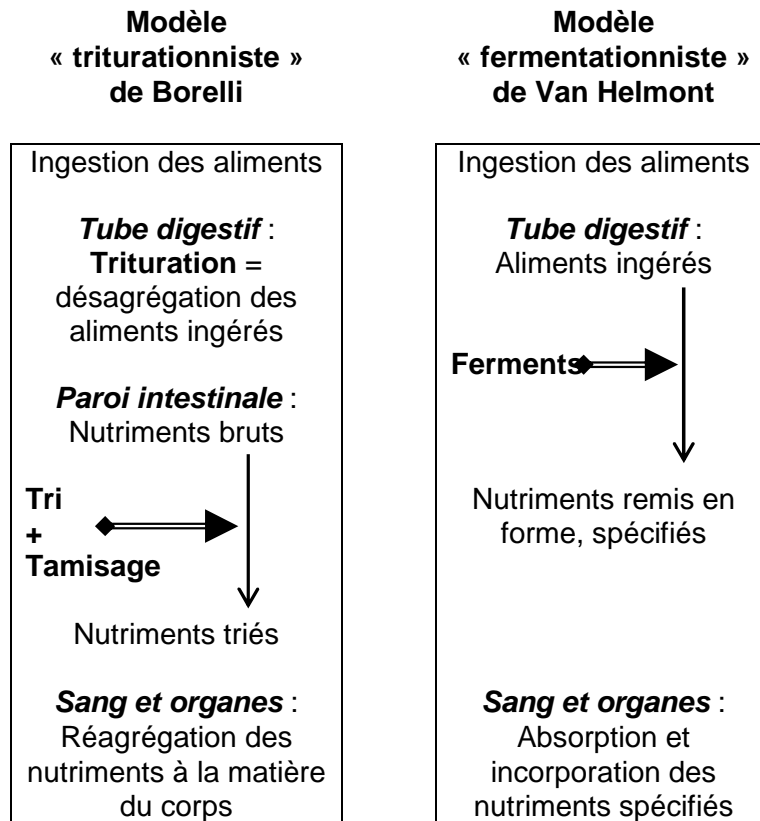 Modèle
« triturationniste »
de Borelli
Ingestion des aliments
Tube digestif :
Trituration =
désagrégation des
aliments ingérés
Paroi intestinale :
Nutriments bruts
Tri
+
Tamisage
Nutriments triés
Sang et organes :
Réagrégation des
nutriments à la matière
du corps
Modèle
« fermentationniste »
de Van Helmont
Ingestion des aliments
Tube digestif :
Aliments ingérés
Ferments
Nutriments remis en
forme, spécifiés
Sang et organes :
Absorption et
incorporation des
nutriments spécifiés